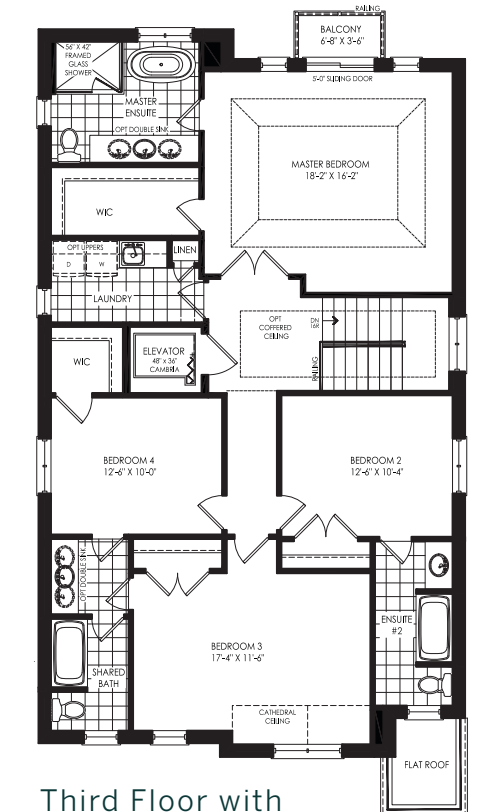 RAILING
BALCONY
6'-8" X 3'-6"
5'-0" SLIDING DOOR
56" X 42"
FRAMED
GLASS
SHOWER
MASTER
ENSUITE
OPT DOUBLE SINK
MASTER BEDROOM
18'-2" X 16'-2"
WIC
OPT UPPERS
D
W
LINEN
LAUNDRY
OPT
COFFERED
CEILING
DN
16R
RAILING
WIC
ELEVATOR
48" x 36"
CAMBRIA
BEDROOM 4
12'-6" X 10'-0"
BEDROOM 2
12'-6" X 10'-4"
OPT DOUBLE SINK
BEDROOM 3
17'-4" X 11'-6"
ENSUITE
#2
SHARED
BATH
CATHEDRAL
CEILING
FLAT ROOF
RAILING
Third Floor with